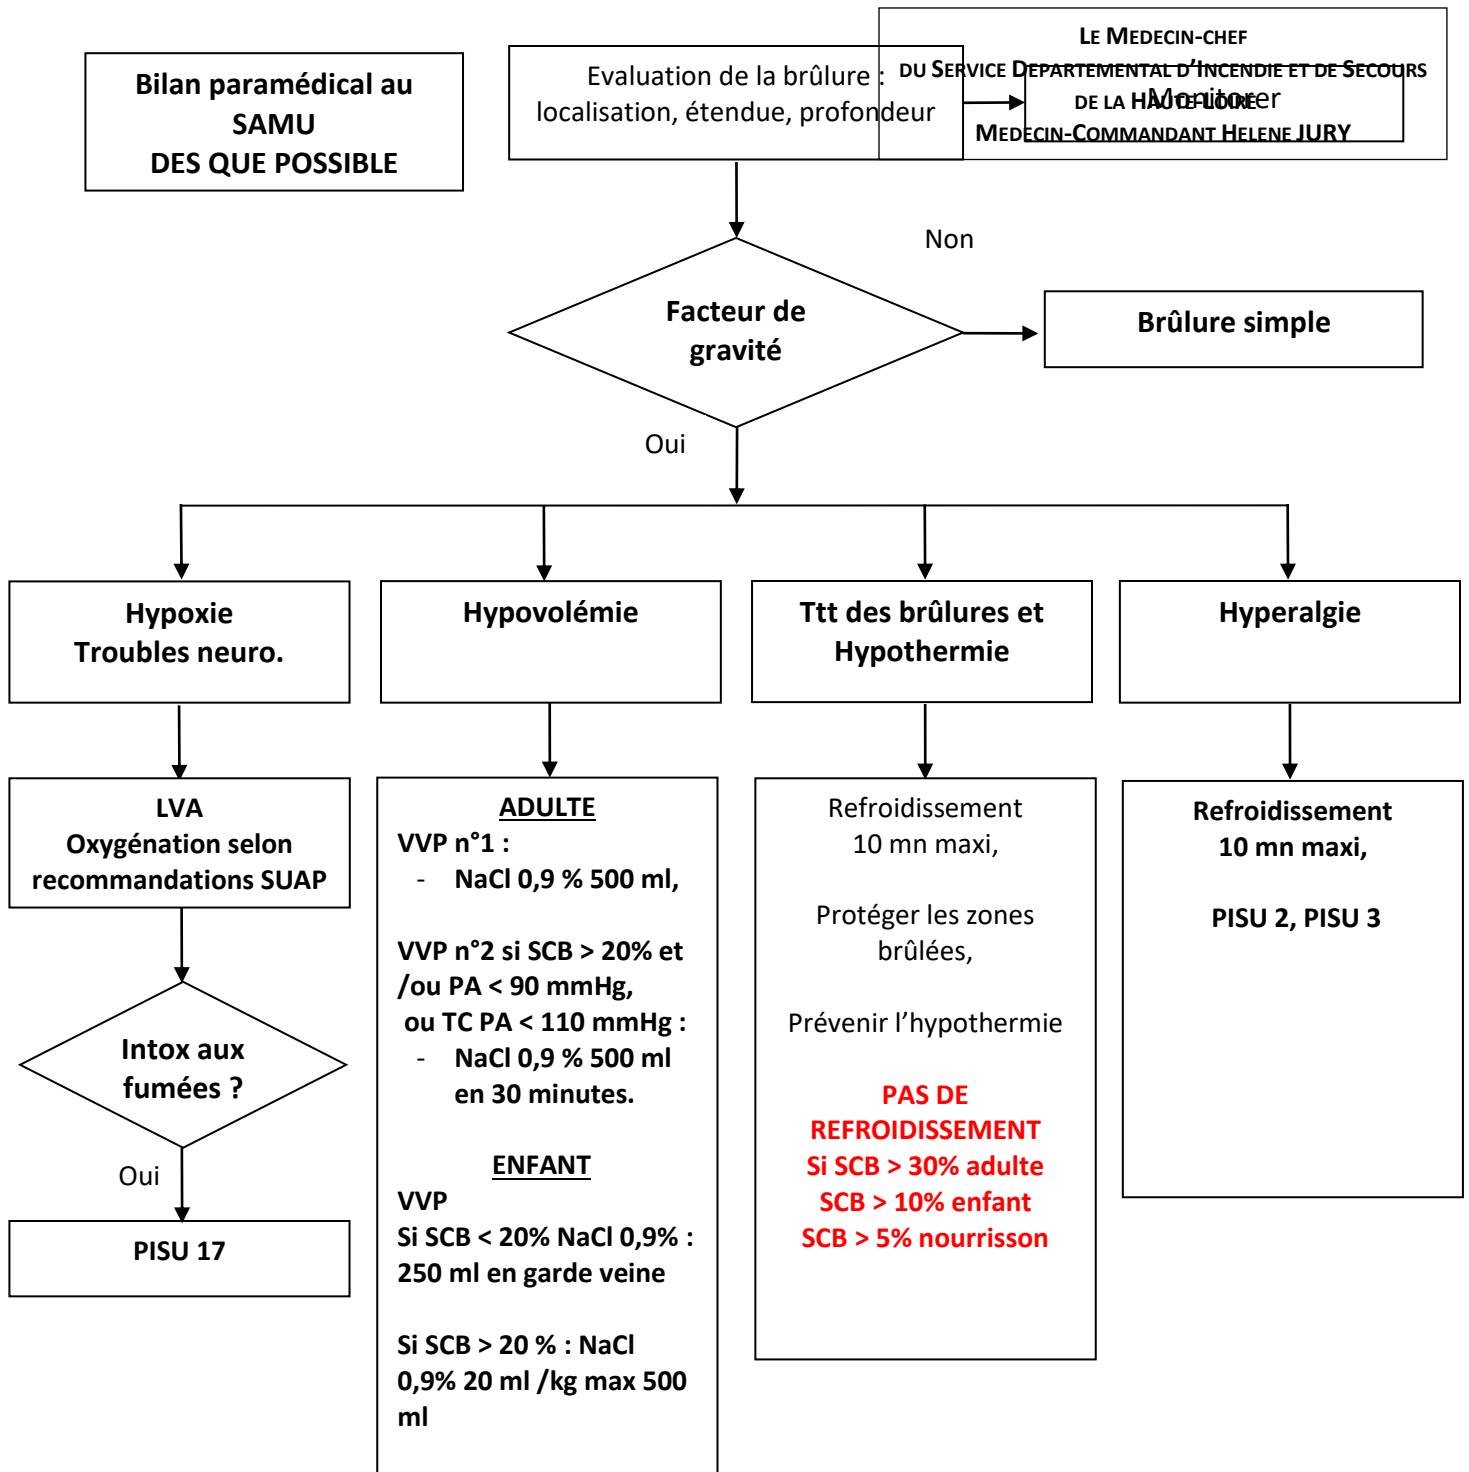 Bilan paramédical au
SAMU
DES QUE POSSIBLE
Evaluation de la brûlure :
localisation, étendue, profondeur
LE MEDECIN-CHEF
DU SERVICE DEPARTEMENTAL D'INCENDIE ET DE SECOURS
DE LA HAUTE-LOIRE
MEDECIN-COMMANDANT HELENE JURY
Monitorer
Non
Facteur de
gravité
Brûlure simple
Oui
Hypoxie
Troubles neuro.
Hypovolémie
Ttt des brûlures et
Hypothermie
Hyperalgie
LVA
Oxygénation selon
recommandations SUAP
Intox aux
fumées ?
Oui
PISU 17
ADULTE
VVP n°1 :
- NaCl 0,9 % 500 ml,
VVP n°2 si SCB > 20% et
/ou PA < 90 mmHg,
ou TC PA < 110 mmHg :
- NaCl 0,9 % 500 ml
en 30 minutes.
ENFANT
VVP
Si SCB < 20% NaCl 0,9% :
250 ml en garde veine
Si SCB > 20 % : NaCl
0,9% 20 ml /kg max 500
ml
Refroidissement
10 mn maxi,
Protéger les zones
brûlées,
Prévenir l'hypothermie
PAS DE
REFROIDISSEMENT
Si SCB > 30% adulte
SCB > 10% enfant
SCB > 5% nourrisson
Refroidissement
10 mn maxi,
PISU 2, PISU 3